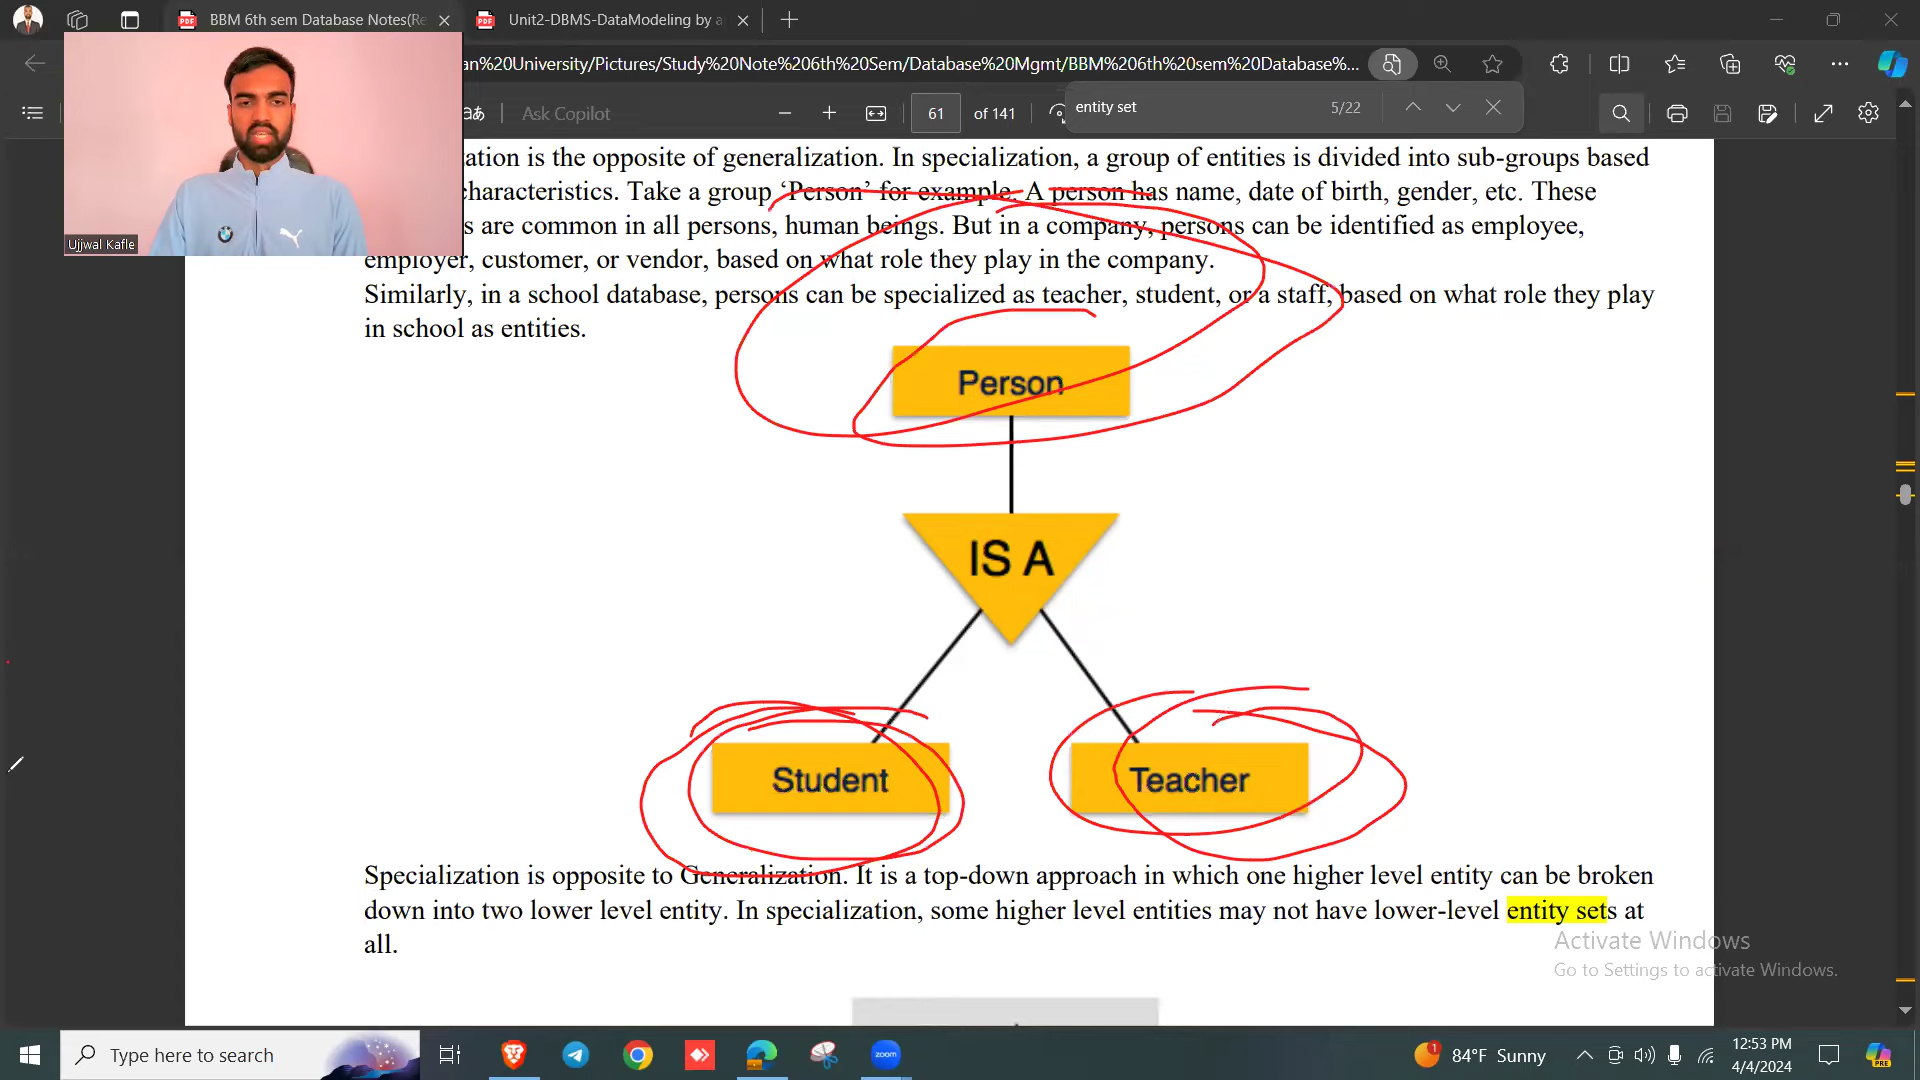 BBM 6th sem Database Notes(Re
Unit2-DBMS-DataModeling by a
an%20University/Pictures/Study%20Note%206th%20Sem/Database%20Mgmt/BBM%206th%20sem%20Database%...
Ask Copilot
61 of 141
entity set 5/22
ation is the opposite of generalization. In specialization, a group of entities is divided into sub-groups based
characteristics. Take a group ‘Person’ for example. A person has name, date of birth, gender, etc. These
s are common in all persons, human beings. But in a company, persons can be identified as employee,
employer, customer, or vendor, based on what role they play in the company.
Similarly, in a school database, persons can be specialized as teacher, student, or a staff, based on what role they play
in school as entities.
Ujjwal Kafle
Person
IS A
Student
Teacher
Specialization is opposite to Generalization. It is a top-down approach in which one higher level entity can be broken
down into two lower level entity. In specialization, some higher level entities may not have lower-level entity sets at
all.
Activate Windows
Go to Settings to activate Windows.
Type here to search
zoom
1
84°F Sunny
12:53 PM
4/4/2024
PRE